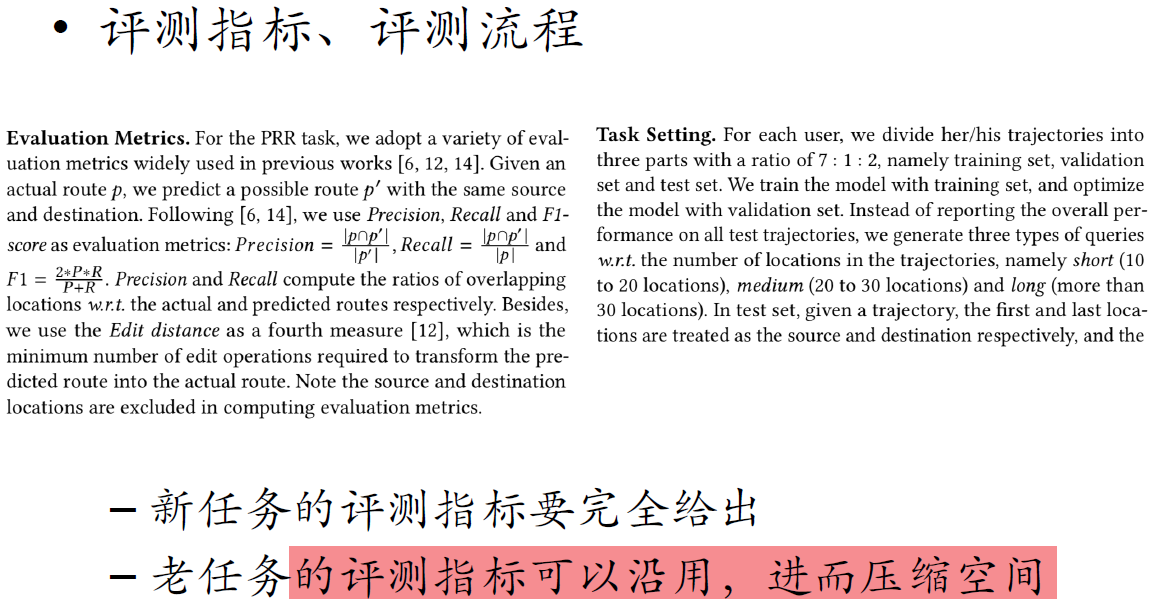 • 评测指标、评测流程
Evaluation Metrics. For the PRR task, we adopt a variety of eval-
uation metrics widely used in previous works [6, 12, 14]. Given an
actual route p, we predict a possible route p′ with the same source
and destination. Following [6, 14], we use Precision, Recall and F1-
score as evaluation metrics: Precision = |p∩p′|/|p′|, Recall = |p∩p′|/|p| and
F1 = 2*P*R/P+R. Precision and Recall compute the ratios of overlapping
locations w.r.t. the actual and predicted routes respectively. Besides,
we use the Edit distance as a fourth measure [12], which is the
minimum number of edit operations required to transform the pre-
dicted route into the actual route. Note the source and destination
locations are excluded in computing evaluation metrics.
Task Setting. For each user, we divide her/his trajectories into
three parts with a ratio of 7 : 1 : 2, namely training set, validation
set and test set. We train the model with training set, and optimize
the model with validation set. Instead of reporting the overall per-
formance on all test trajectories, we generate three types of queries
w.r.t. the number of locations in the trajectories, namely short (10
to 20 locations), medium (20 to 30 locations) and long (more than
30 locations). In test set, given a trajectory, the first and last loca-
tions are treated as the source and destination respectively, and the
– 新任务的评测指标要完全给出
– 老任务的评测指标可以沿用，进而压缩空间